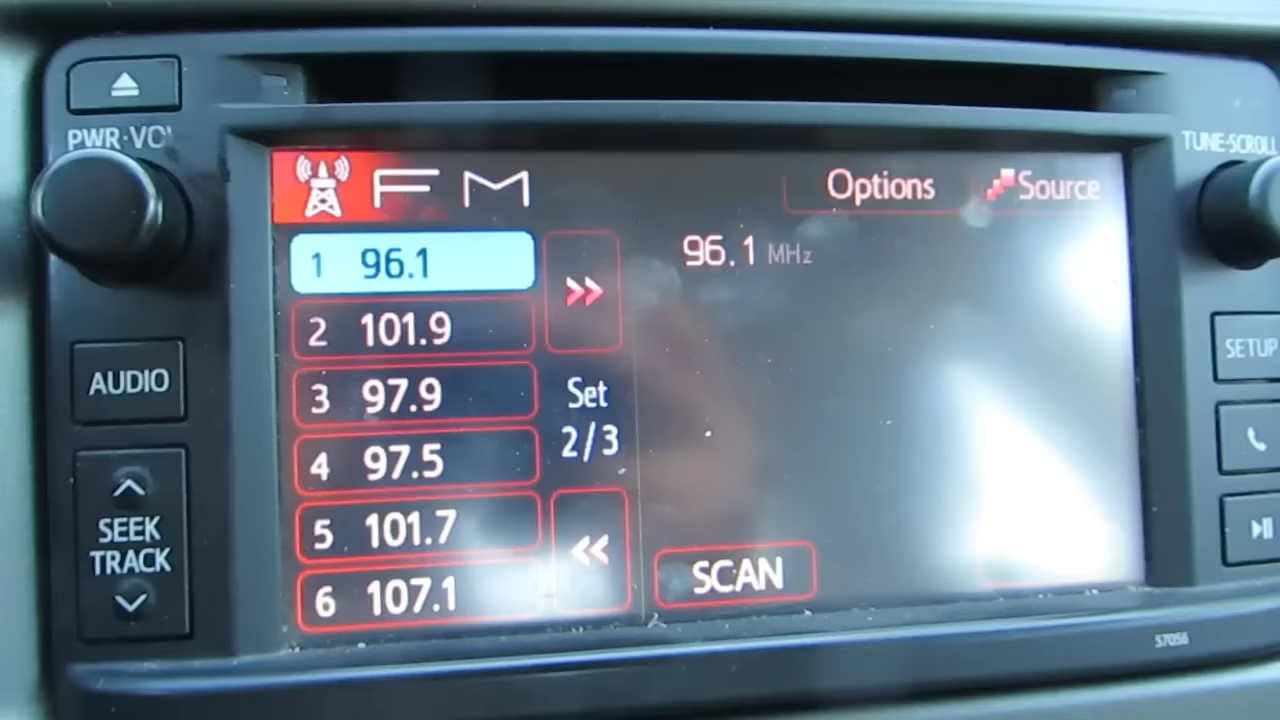 PWR·VOL
TUNE·SCROLL
FM
Options
Source
1 96.1
96.1 MHz
2 101.9
3 97.9
Set
2/3
4 97.5
5 101.7
6 107.1
SCAN
AUDIO
SEEK
TRACK
SETUP
57056